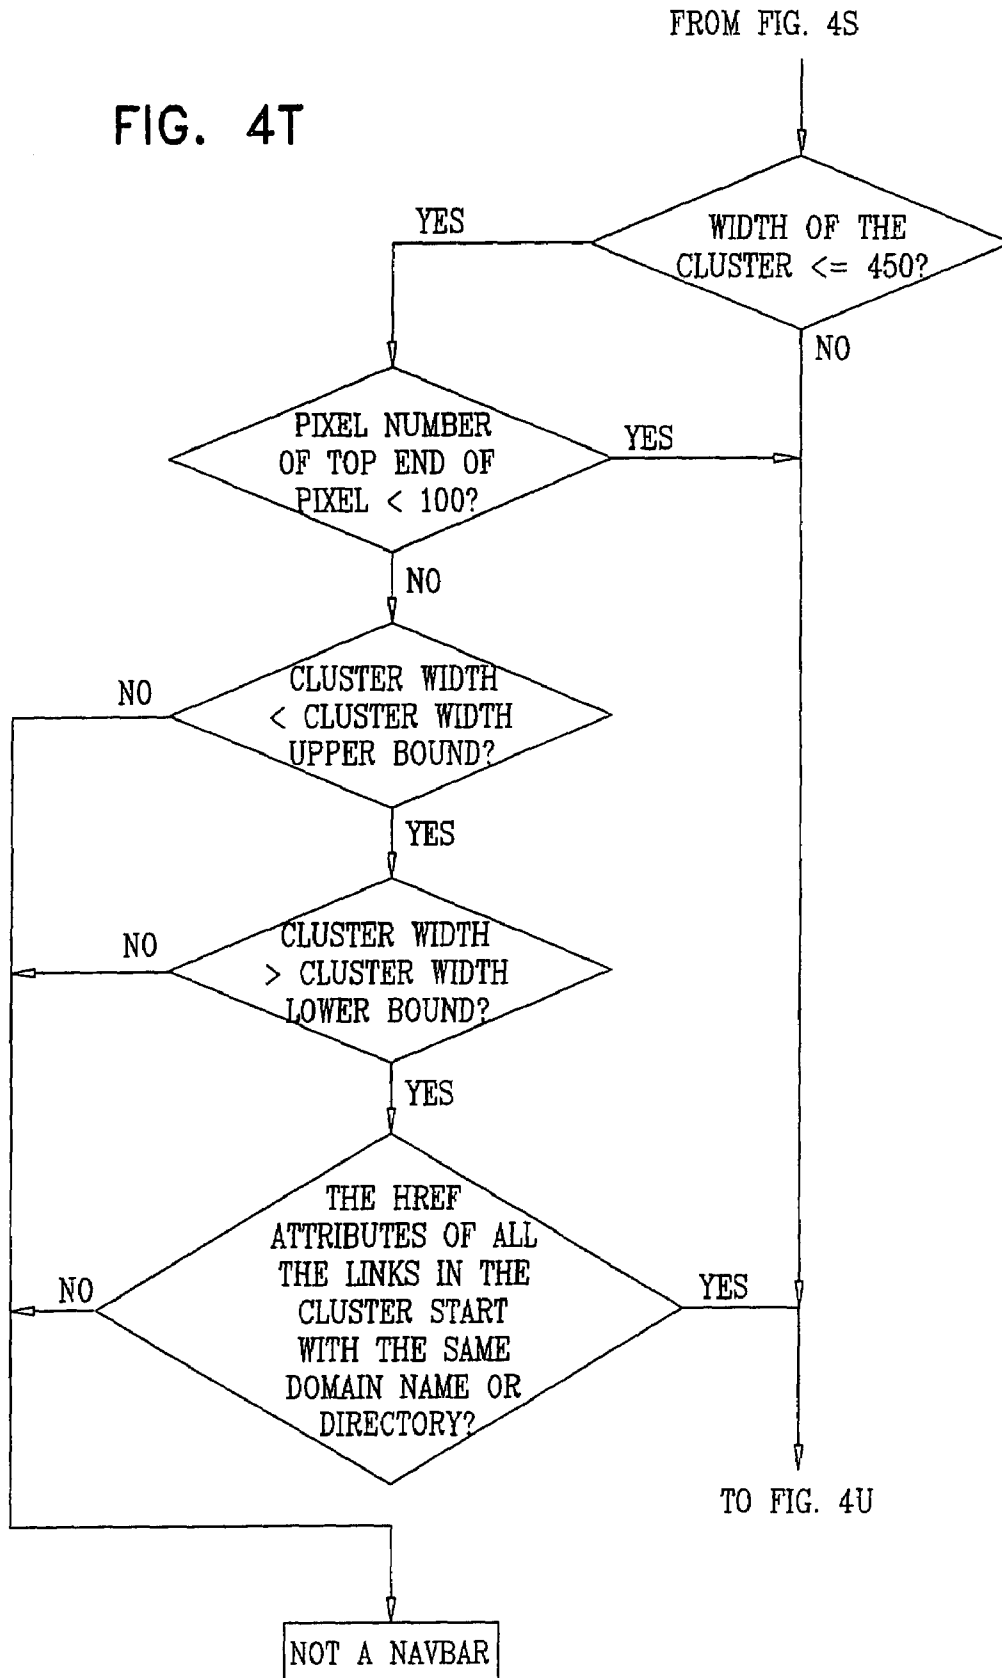 FROM FIG. 4S
FIG. 4T
WIDTH OF THE
CLUSTER <= 450?
YES
NO
PIXEL NUMBER
OF TOP END OF
PIXEL < 100?
YES
NO
CLUSTER WIDTH
< CLUSTER WIDTH
UPPER BOUND?
NO
YES
CLUSTER WIDTH
> CLUSTER WIDTH
LOWER BOUND?
NO
YES
THE HREF
ATTRIBUTES OF ALL
THE LINKS IN THE
CLUSTER START
WITH THE SAME
DOMAIN NAME OR
DIRECTORY?
NO
YES
TO FIG. 4U
NOT A NAVBAR